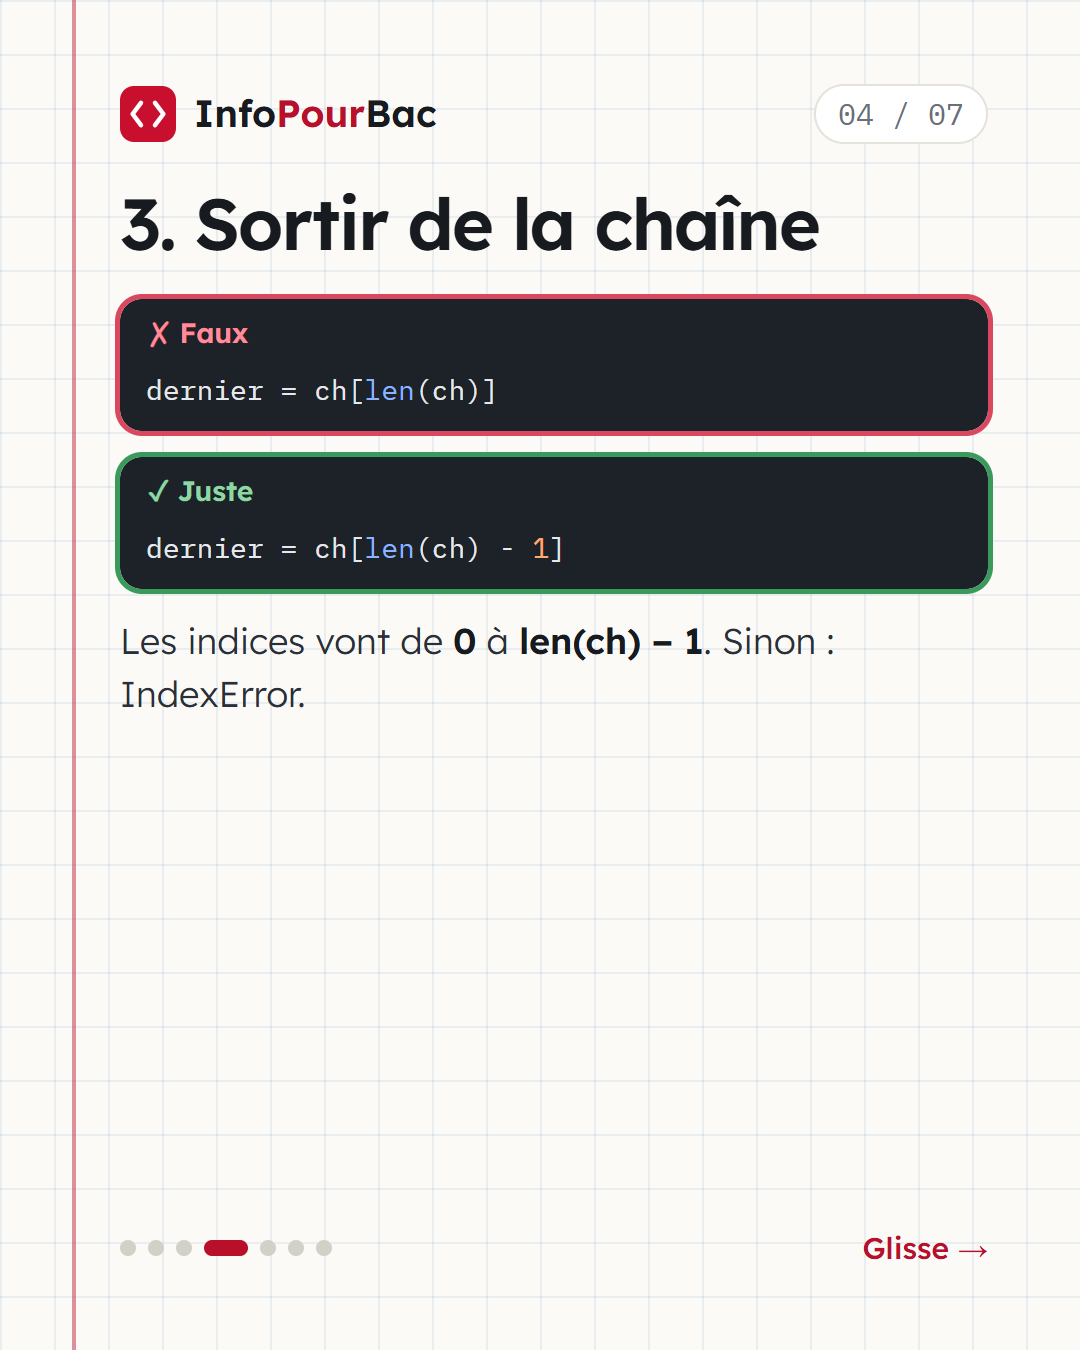 InfoPourBac
04 / 07
3. Sortir de la chaîne
✗ Faux
dernier = ch[len(ch)]
✓ Juste
dernier = ch[len(ch) - 1]
Les indices vont de 0 à len(ch) – 1. Sinon :
IndexError.
Glisse →